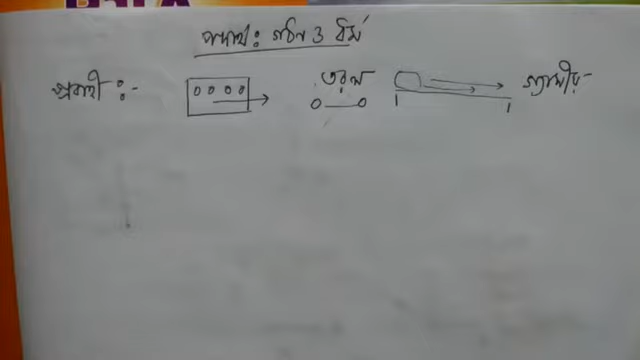 পদার্থ: গঠন ও ধর্ম
প্রবাহী :- তরল গ্যাসীয়